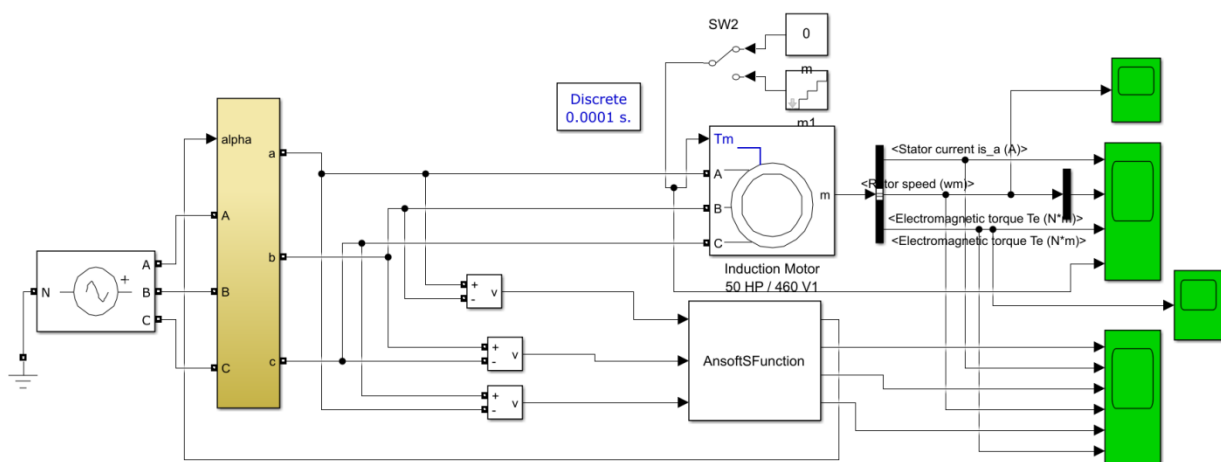 SW2
0
m
Discrete
0.0001 s.
m1
alpha
a
Tm
<Stator current is_a (A)>
A
<Rotor speed (wm)>
m
A
B
<Electromagnetic torque Te (N*m)>
<Electromagnetic torque Te (N*m)>
C
b
Induction Motor
50 HP / 460 V1
A
+
N
B
C
B
+
-
v
+
-
v
c
C
AnsoftSFunction
+
-
v